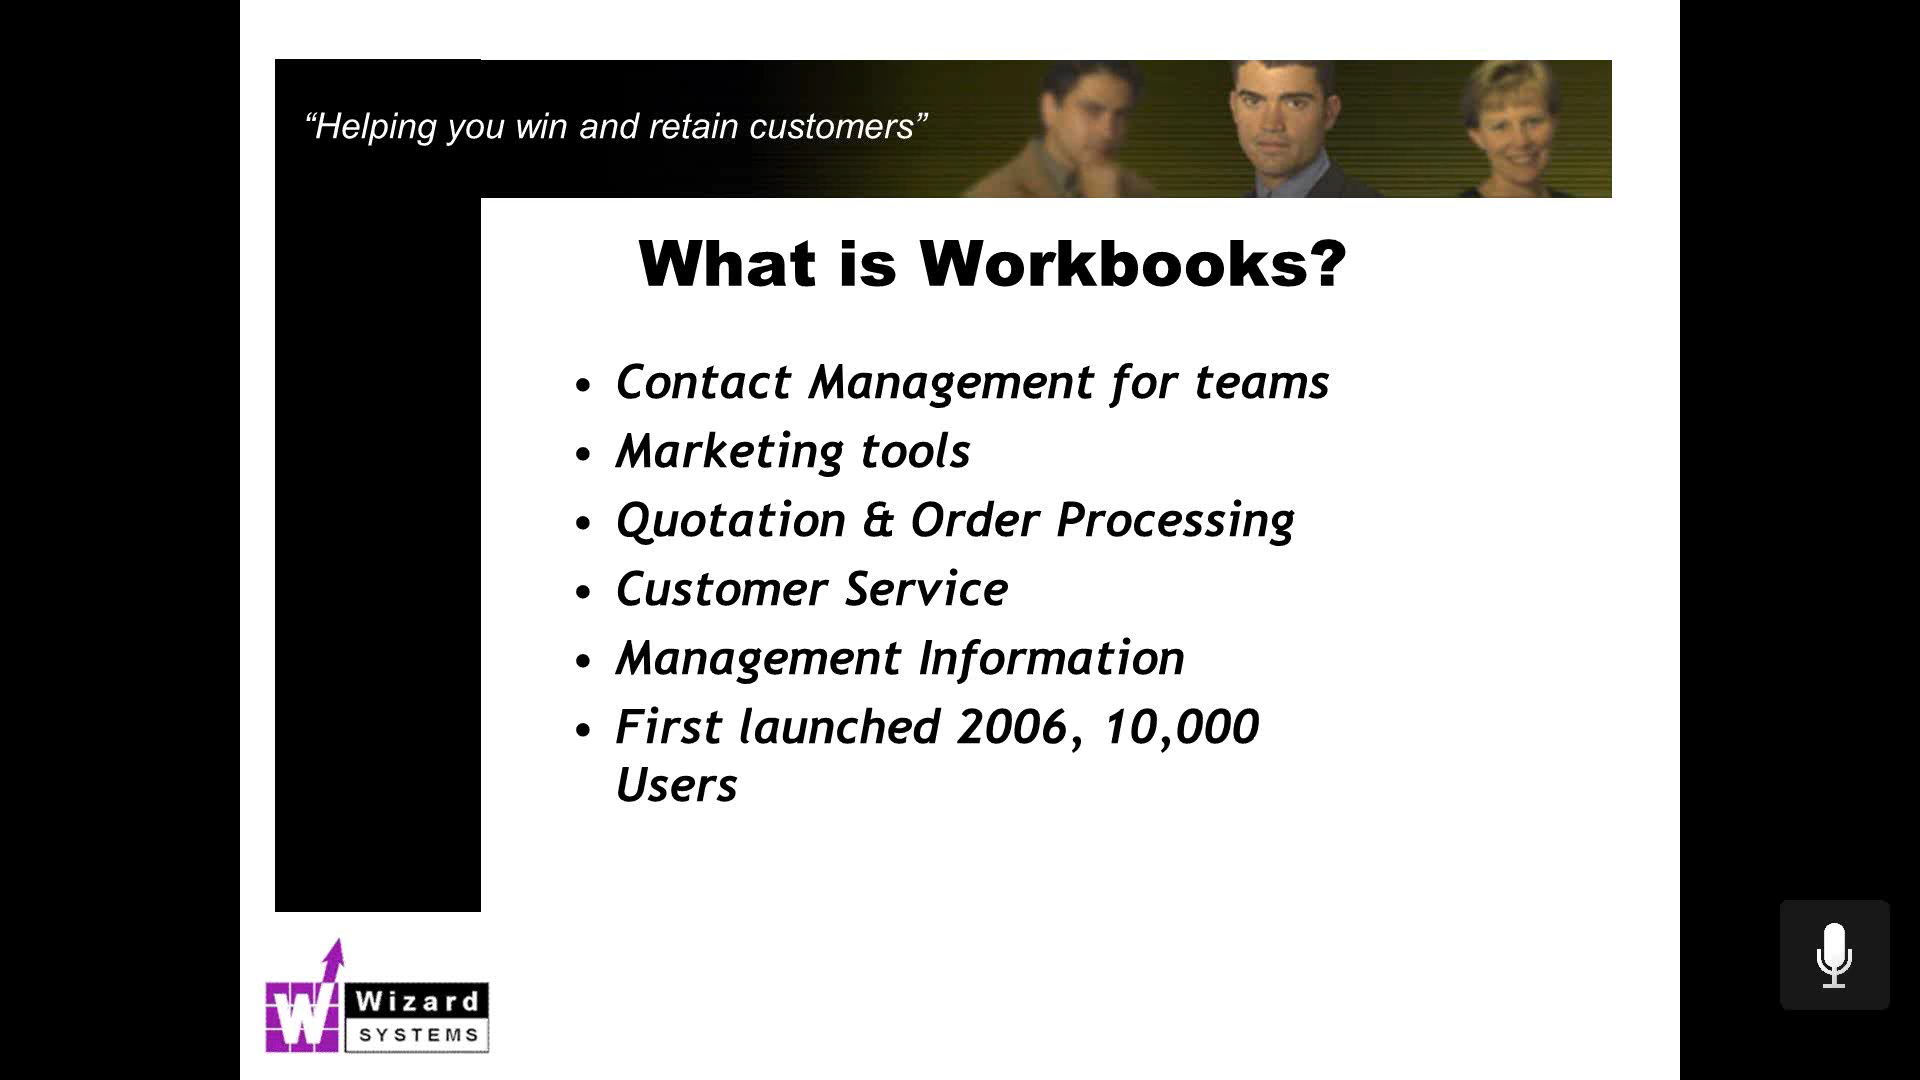 “Helping you win and retain customers”
What is Workbooks?
• Contact Management for teams
• Marketing tools
• Quotation & Order Processing
• Customer Service
• Management Information
• First launched 2006, 10,000
Users
W Wizard
SYSTEMS